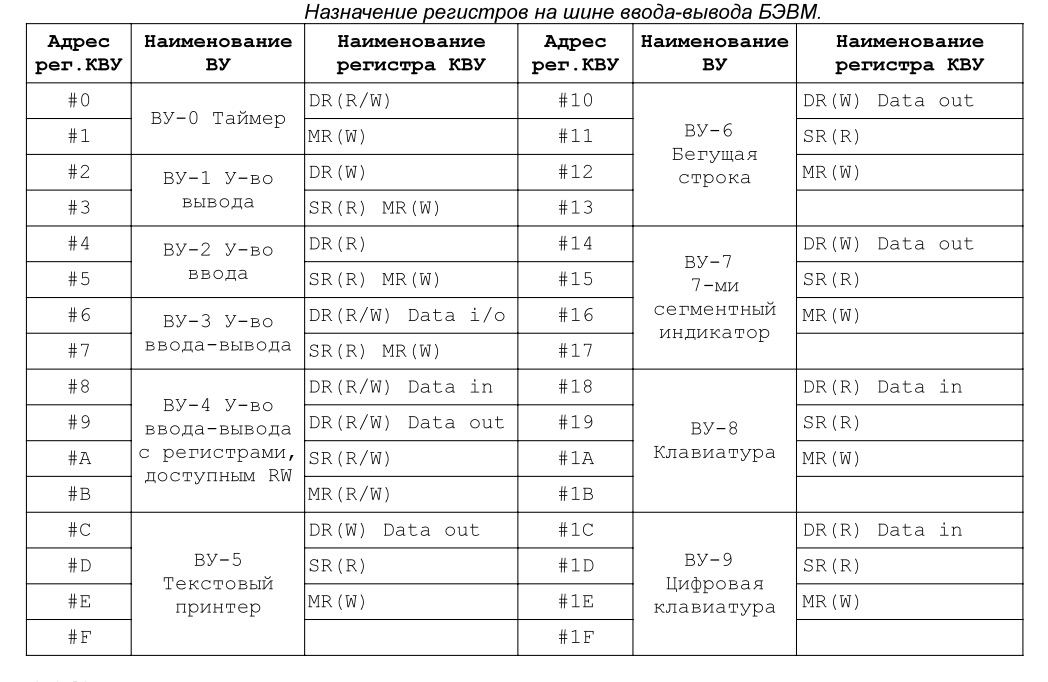 Назначение регистров на шине ввода-вывода БЭВМ.
Адрес рег.КВУ | Наименование ВУ | Наименование регистра КВУ | Адрес рег.КВУ | Наименование ВУ | Наименование регистра КВУ
#0 | ВУ-0 Таймер | DR(R/W) | #10 | ВУ-6 Бегущая строка | DR(W) Data out
#1 | | MR(W) | #11 | | SR(R)
#2 | ВУ-1 У-во вывода | DR(W) | #12 | | MR(W)
#3 | | SR(R) MR(W) | #13 | |
#4 | ВУ-2 У-во ввода | DR(R) | #14 | ВУ-7 7-ми сегментный индикатор | DR(W) Data out
#5 | | SR(R) MR(W) | #15 | | SR(R)
#6 | ВУ-3 У-во ввода-вывода | DR(R/W) Data i/o | #16 | | MR(W)
#7 | | SR(R) MR(W) | #17 | |
#8 | ВУ-4 У-во ввода-вывода с регистрами, доступным RW | DR(R/W) Data in | #18 | ВУ-8 Клавиатура | DR(R) Data in
#9 | | DR(R/W) Data out | #19 | | SR(R)
#A | | SR(R/W) | #1A | | MR(W)
#B | | MR(R/W) | #1B | |
#C | ВУ-5 Текстовый принтер | DR(W) Data out | #1C | ВУ-9 Цифровая клавиатура | DR(R) Data in
#D | | SR(R) | #1D | | SR(R)
#E | | MR(W) | #1E | | MR(W)
#F | | | #1F | |